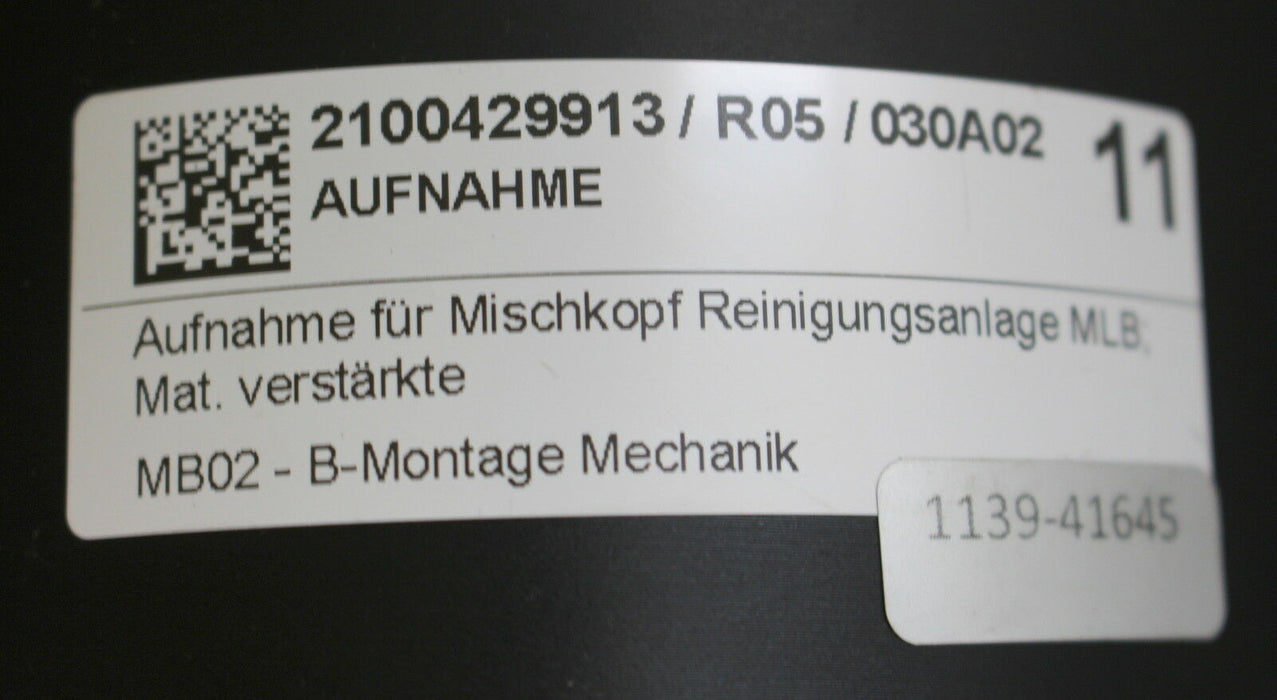 2100429913 / R05 / 030A02
11
AUFNAHME
Aufnahme für Mischkopf Reinigungsanlage MLB;
Mat. verstärkte
MB02 - B-Montage Mechanik
1139-41645